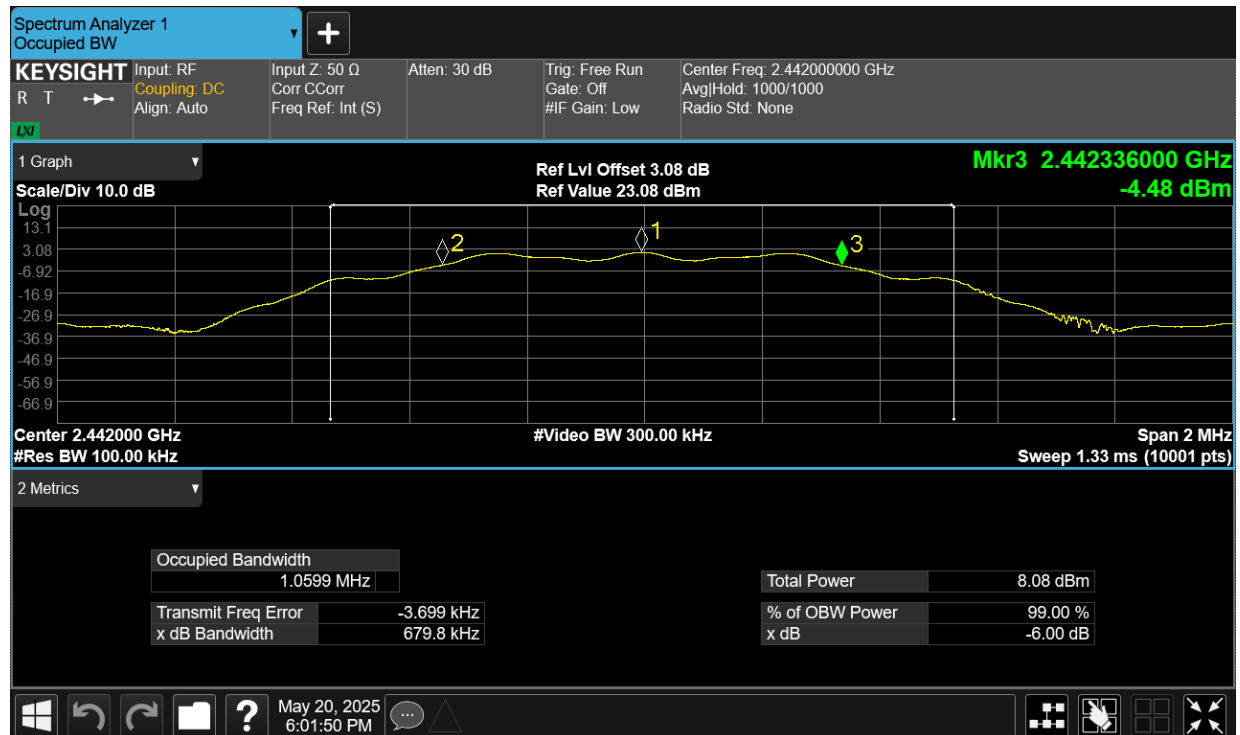 Spectrum Analyzer 1
Occupied BW
▼
+
KEYSIGHT
R T
LXI
Input: RF
Coupling: DC
Align: Auto
Input Z: 50 Ω
Corr CCorr
Freq Ref: Int (S)
Atten: 30 dB
Trig: Free Run
Gate: Off
#IF Gain: Low
Center Freq: 2.442000000 GHz
Avg|Hold: 1000/1000
Radio Std: None
1 Graph ▼
Ref Lvl Offset 3.08 dB
Mkr3 2.442336000 GHz
Scale/Div 10.0 dB
Ref Value 23.08 dBm
-4.48 dBm
Log
13.1
3.08
-6.92
-16.9
-26.9
-36.9
-46.9
-56.9
-66.9
2
1
3
Center 2.442000 GHz
#Video BW 300.00 kHz
Span 2 MHz
#Res BW 100.00 kHz
Sweep 1.33 ms (10001 pts)
2 Metrics ▼
Occupied Bandwidth
1.0599 MHz
Total Power 8.08 dBm
Transmit Freq Error -3.699 kHz
% of OBW Power 99.00 %
x dB Bandwidth 679.8 kHz
x dB -6.00 dB
?
May 20, 2025
6:01:50 PM